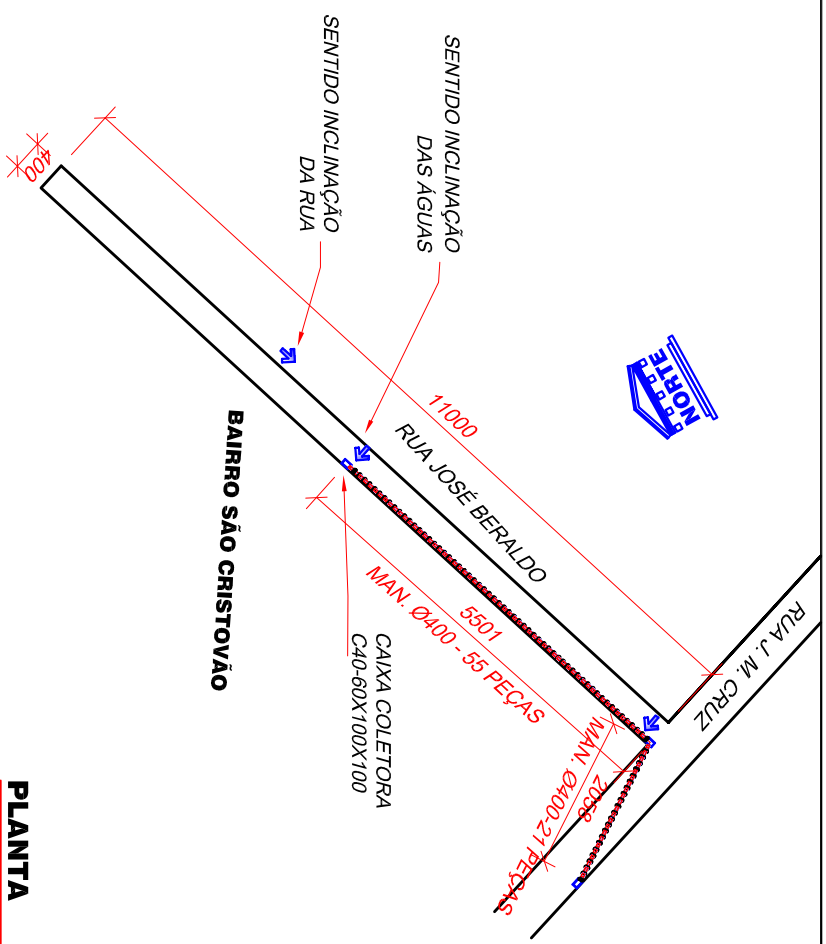 SENTIDO INCLINAÇÃO
DAS ÁGUAS
SENTIDO INCLINAÇÃO
DA RUA
400
11000
RUA JOSÉ BERALDO
NORTE
RUA J. M. CRUZ
5501
MAN. Ø400 - 55 PEÇAS
2058
MAN. Ø400-21 PEÇAS
CAIXA COLETORA
C40-60X100X100
BAIRRO SÃO CRISTOVÃO
PLANTA